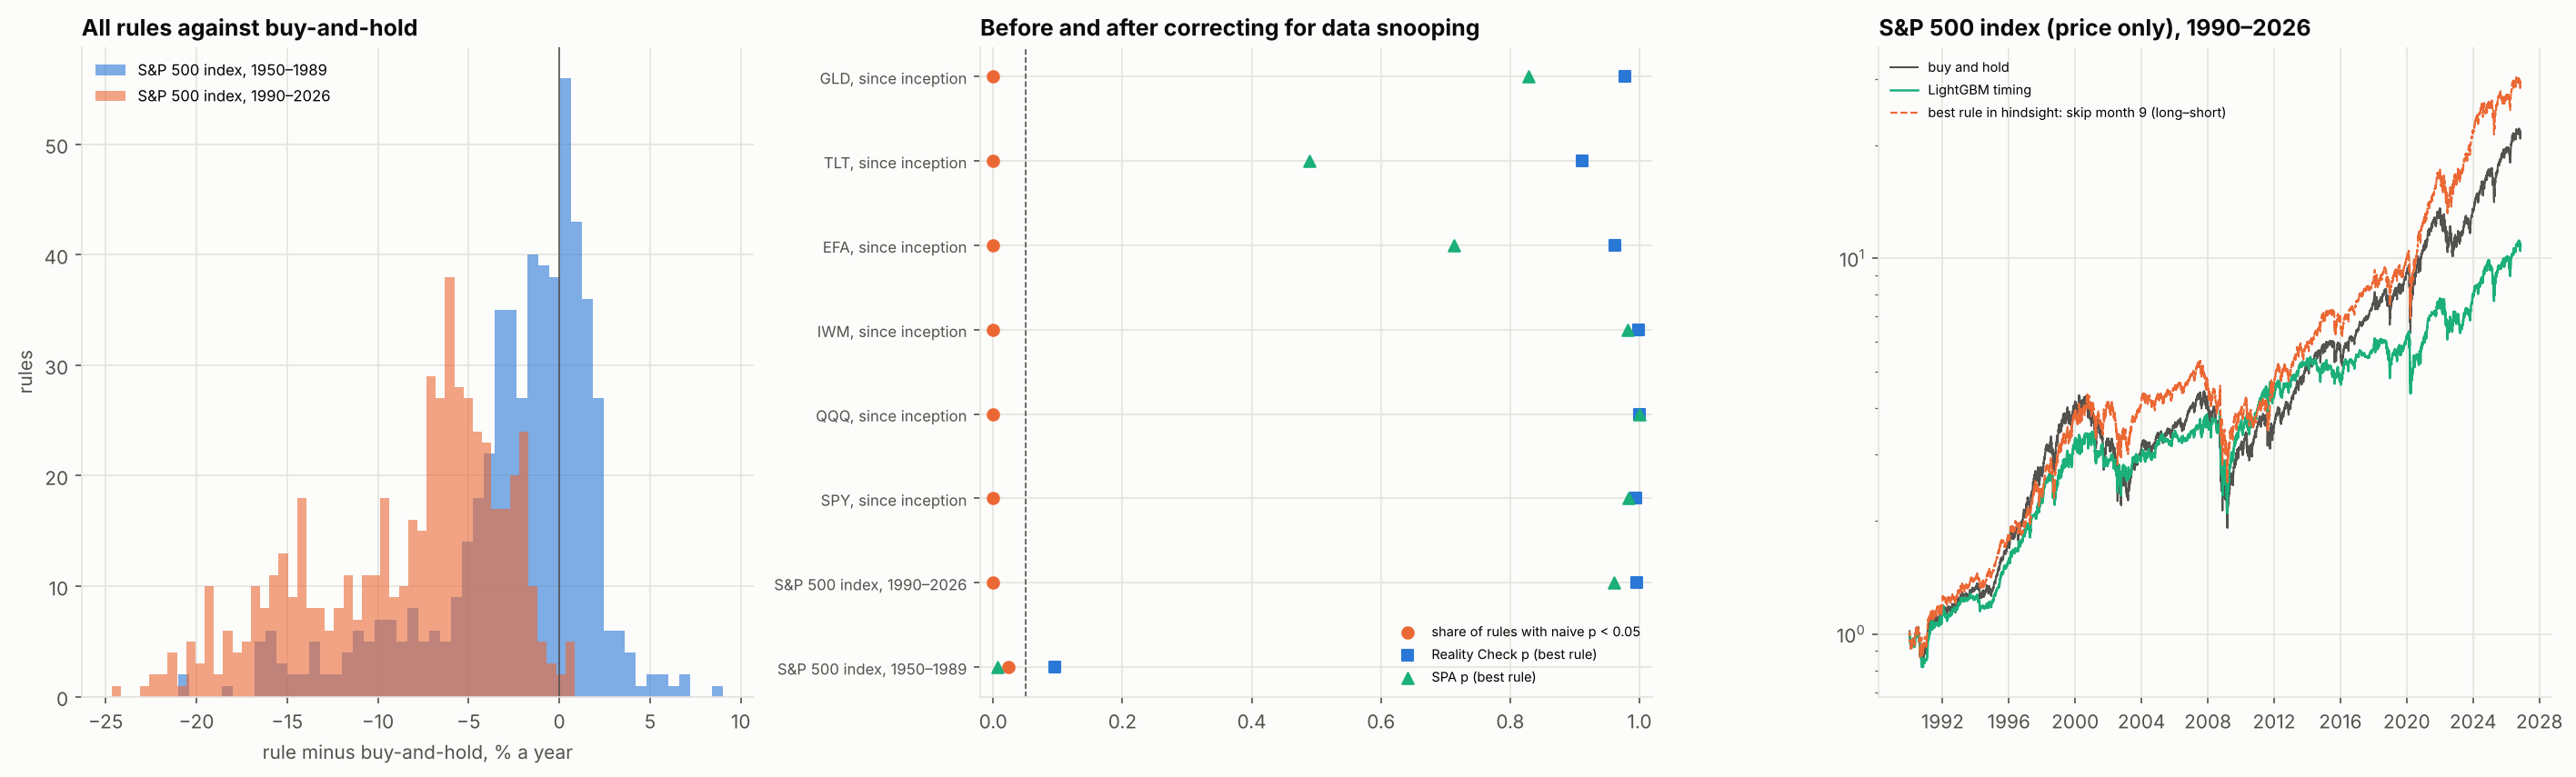 All rules against buy-and-hold
S&P 500 index, 1950–1989
S&P 500 index, 1990–2026
rules
50
40
30
20
10
0
−25 −20 −15 −10 −5 0 5 10
rule minus buy-and-hold, % a year
Before and after correcting for data snooping
GLD, since inception
TLT, since inception
EFA, since inception
IWM, since inception
QQQ, since inception
SPY, since inception
S&P 500 index, 1990–2026
S&P 500 index, 1950–1989
share of rules with naive p < 0.05
Reality Check p (best rule)
SPA p (best rule)
0.0 0.2 0.4 0.6 0.8 1.0
S&P 500 index (price only), 1990–2026
buy and hold
LightGBM timing
best rule in hindsight: skip month 9 (long–short)
10¹
10⁰
1992 1996 2000 2004 2008 2012 2016 2020 2024 2028